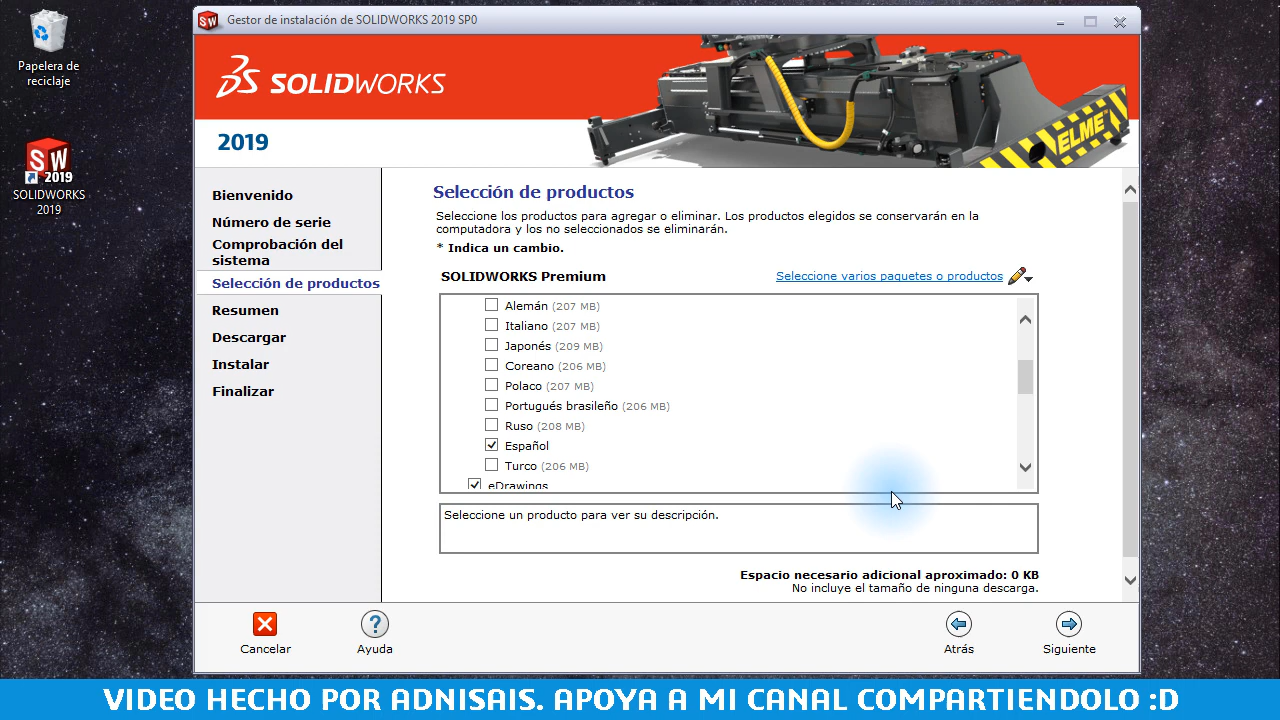 Papelera de
reciclaje
SW
2019
SOLIDWORKS
2019
SW
Gestor de instalación de SOLIDWORKS 2019 SP0
SOLIDWORKS
ELME
2019
Bienvenido
Número de serie
Comprobación del
sistema
Selección de productos
Resumen
Descargar
Instalar
Finalizar
Selección de productos
Seleccione los productos para agregar o eliminar. Los productos elegidos se conservarán en la
computadora y los no seleccionados se eliminarán.
* Indica un cambio.
SOLIDWORKS Premium
Seleccione varios paquetes o productos
Alemán (207 MB)
Italiano (207 MB)
Japonés (209 MB)
Coreano (206 MB)
Polaco (207 MB)
Portugués brasileño (206 MB)
Ruso (208 MB)
Español
Turco (206 MB)
eDrawings
Seleccione un producto para ver su descripción.
Espacio necesario adicional aproximado: 0 KB
No incluye el tamaño de ninguna descarga.
Cancelar
Ayuda
Atrás
Siguiente
VIDEO HECHO POR ADNISAIS. APOYA A MI CANAL COMPARTIENDOLO :D